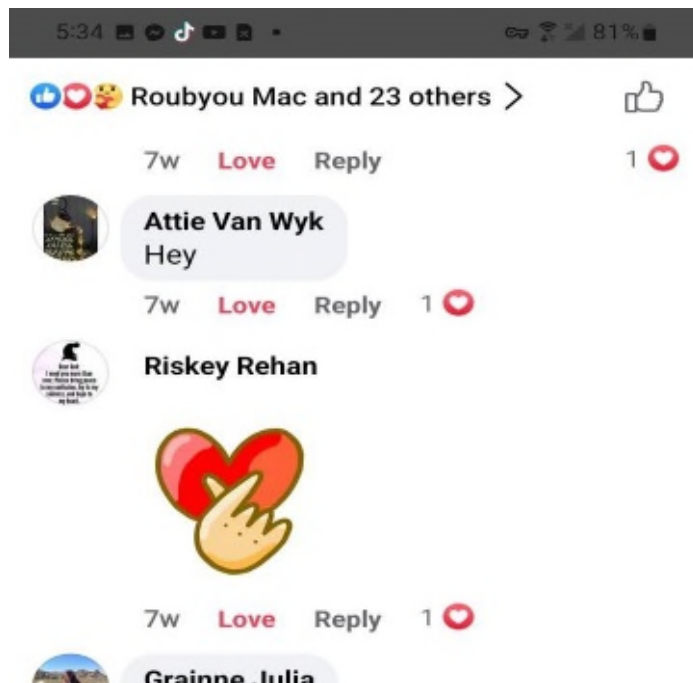 5:34
81%
Roubyou Mac and 23 others
7w Love Reply 1
Attie Van Wyk
Hey
7w Love Reply 1
Riskey Rehan
7w Love Reply 1
Grainne Julia